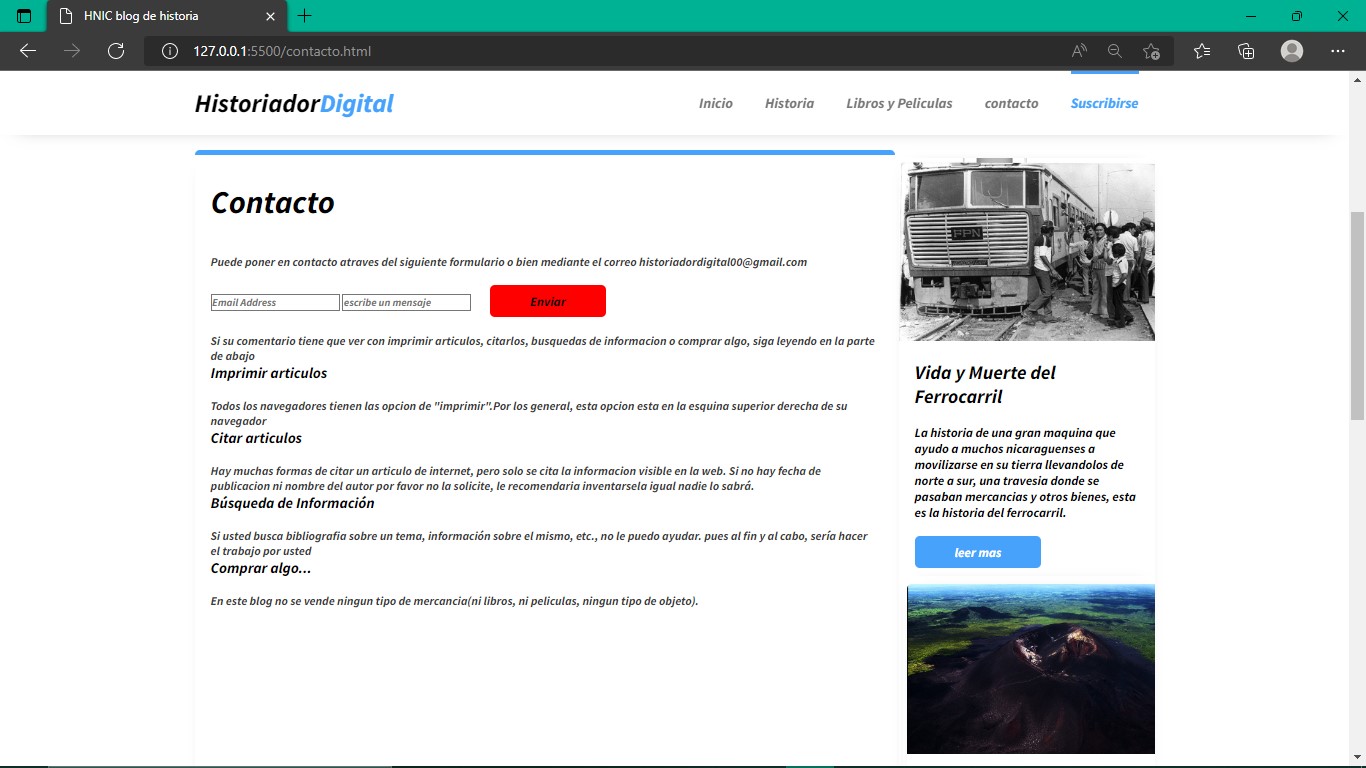 HNIC blog de historia
127.0.0.1:5500/contacto.html
HistoriadorDigital
Inicio
Historia
Libros y Peliculas
contacto
Suscribirse
Contacto
Puede poner en contacto atraves del siguiente formulario o bien mediante el correo historiadordigital00@gmail.com
Email Address
escribe un mensaje
Enviar
Si su comentario tiene que ver con imprimir articulos, citarlos, busquedas de informacion o comprar algo, siga leyendo en la parte
de abajo
Imprimir articulos
Todos los navegadores tienen las opcion de "imprimir".Por los general, esta opcion esta en la esquina superior derecha de su
navegador
Citar articulos
Hay muchas formas de citar un articulo de internet, pero solo se cita la informacion visible en la web. Si no hay fecha de
publicacion ni nombre del autor por favor no la solicite, le recomendaria inventarsela igual nadie lo sabrá.
Búsqueda de Información
Si usted busca bibliografia sobre un tema, información sobre el mismo, etc., no le puedo ayudar. pues al fin y al cabo, sería hacer
el trabajo por usted
Comprar algo...
En este blog no se vende ningun tipo de mercancia(ni libros, ni peliculas, ningun tipo de objeto).
FPN
Vida y Muerte del
Ferrocarril
La historia de una gran maquina que
ayudo a muchos nicaraguenses a
movilizarse en su tierra llevandolos de
norte a sur, una travesia donde se
pasaban mercancias y otros bienes, esta
es la historia del ferrocarril.
leer mas